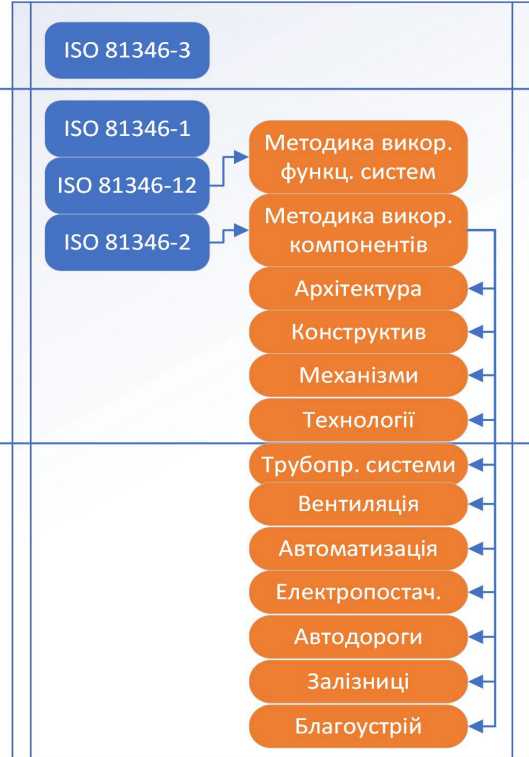 ISO 81346-3
ISO 81346-1
ISO 81346-12
ISO 81346-2
Методика викор.
функц. систем
Методика викор.
компонентів
Архітектура
Конструктив
Механізми
Технології
Трубопр. системи
Вентиляція
Автоматизація
Електропостач.
Автодороги
Залізниці
Благоустрій